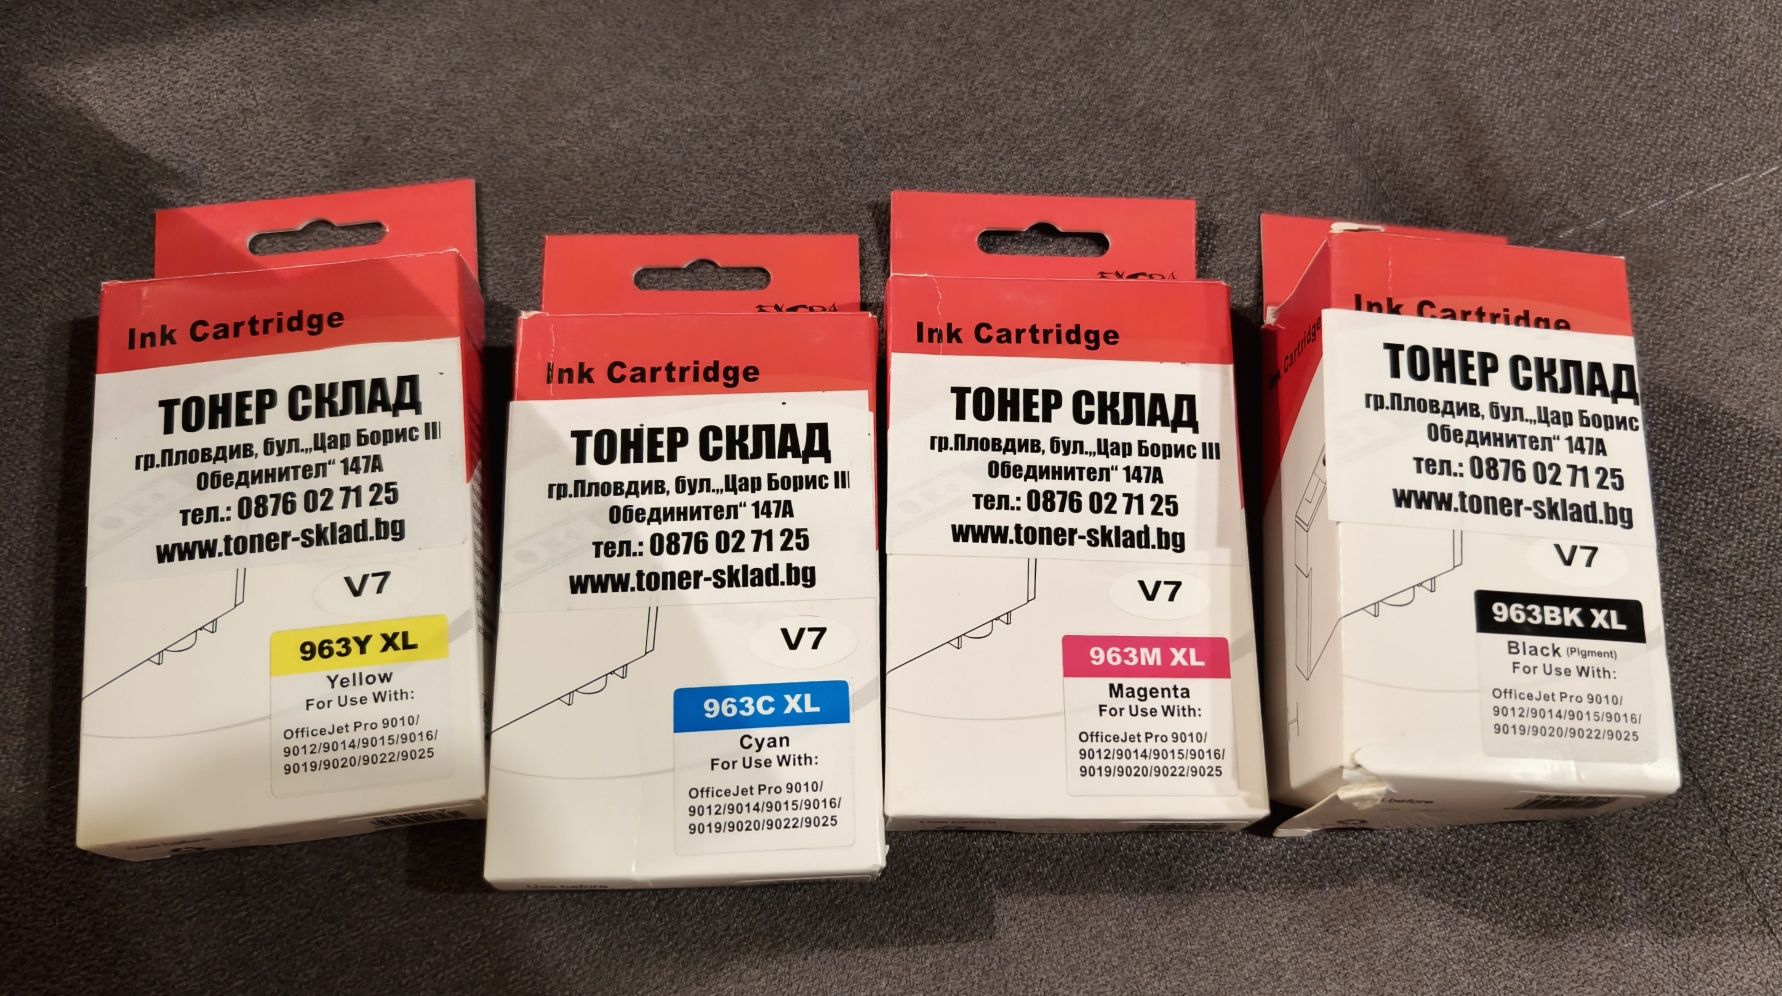 Ink Cartridge
ТОНЕР СКЛАД
гр.Пловдив, бул.„Цар Борис III
Обединител“ 147А
тел.: 0876 02 71 25
www.toner-sklad.bg
V7
963Y XL
Yellow
For Use With:
OfficeJet Pro 9010/
9012/9014/9015/9016/
9019/9020/9022/9025
Ink Cartridge
ТОНЕР СКЛАД
гр.Пловдив, бул.„Цар Борис III
Обединител“ 147А
тел.: 0876 02 71 25
www.toner-sklad.bg
V7
963C XL
Cyan
For Use With:
OfficeJet Pro 9010/
9012/9014/9015/9016/
9019/9020/9022/9025
Use before
Ink Cartridge
ТОНЕР СКЛАД
гр.Пловдив, бул.„Цар Борис III
Обединител“ 147А
тел.: 0876 02 71 25
www.toner-sklad.bg
V7
963M XL
Magenta
For Use With:
OfficeJet Pro 9010/
9012/9014/9015/9016/
9019/9020/9022/9025
Ink Cartridge
Ink Cartridge
ТОНЕР СКЛАД
гр.Пловдив, бул.„Цар Борис
Обединител“ 147А
тел.: 0876 02 71 25
www.toner-sklad.bg
V7
963BK XL
Black (Pigment)
For Use With:
OfficeJet Pro 9010/
9012/9014/9015/9016/
9019/9020/9022/9025
before